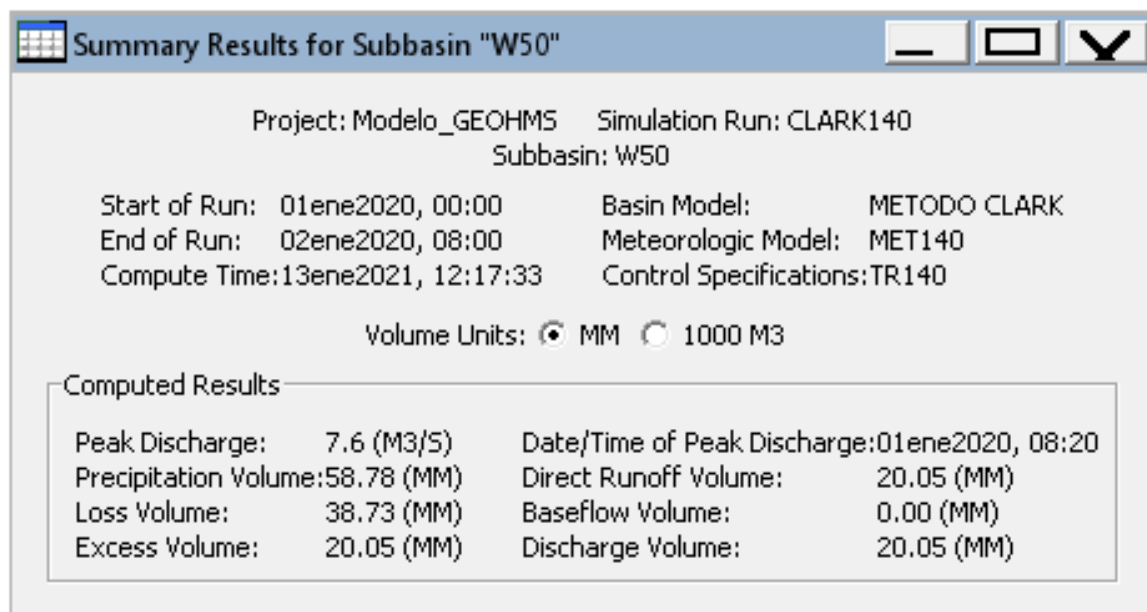 Summary Results for Subbasin "W50"
Project: Modelo_GEOHMS Simulation Run: CLARK140
Subbasin: W50
Start of Run: 01ene2020, 00:00 Basin Model: METODO CLARK
End of Run: 02ene2020, 08:00 Meteorologic Model: MET140
Compute Time:13ene2021, 12:17:33 Control Specifications:TR140
Volume Units: MM 1000 M3
Computed Results
Peak Discharge: 7.6 (M3/S) Date/Time of Peak Discharge:01ene2020, 08:20
Precipitation Volume:58.78 (MM) Direct Runoff Volume: 20.05 (MM)
Loss Volume: 38.73 (MM) Baseflow Volume: 0.00 (MM)
Excess Volume: 20.05 (MM) Discharge Volume: 20.05 (MM)